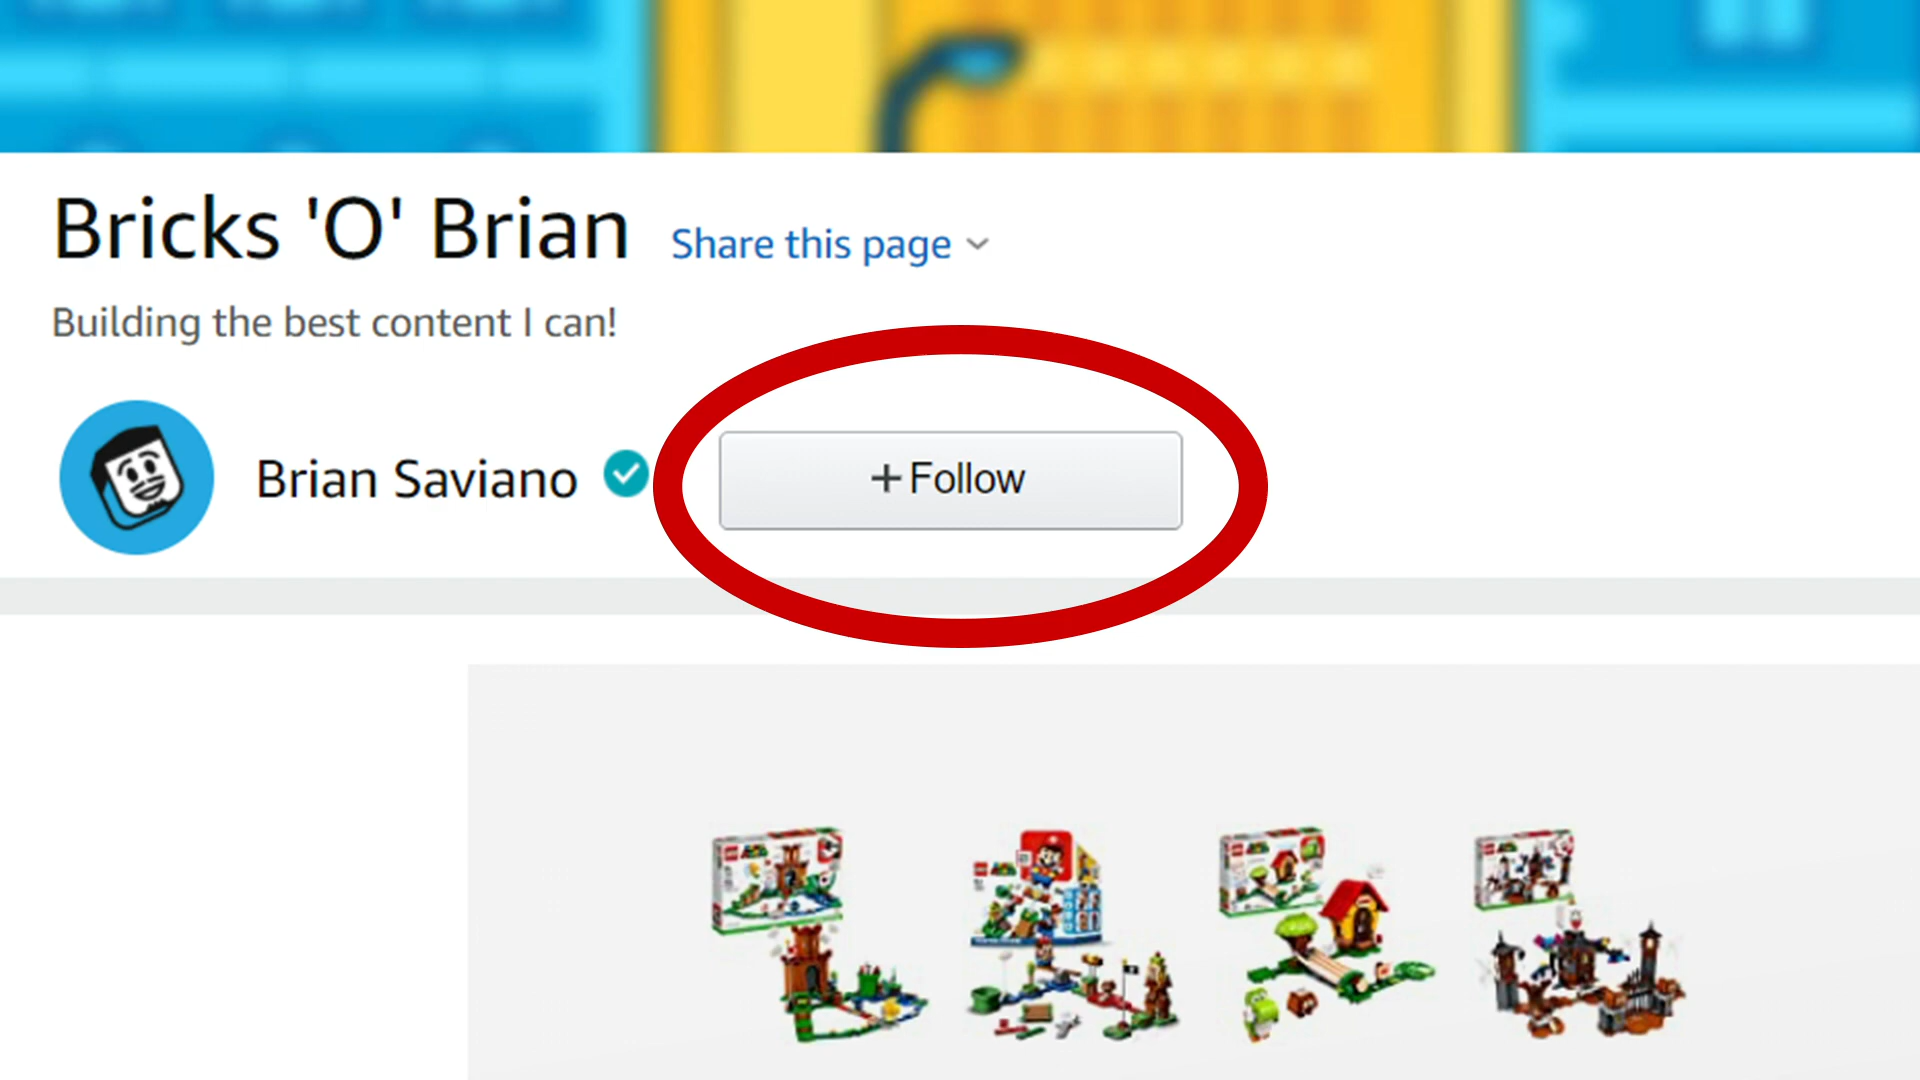 Bricks 'O' Brian
Share this page
Building the best content I can!
Brian Saviano
+Follow